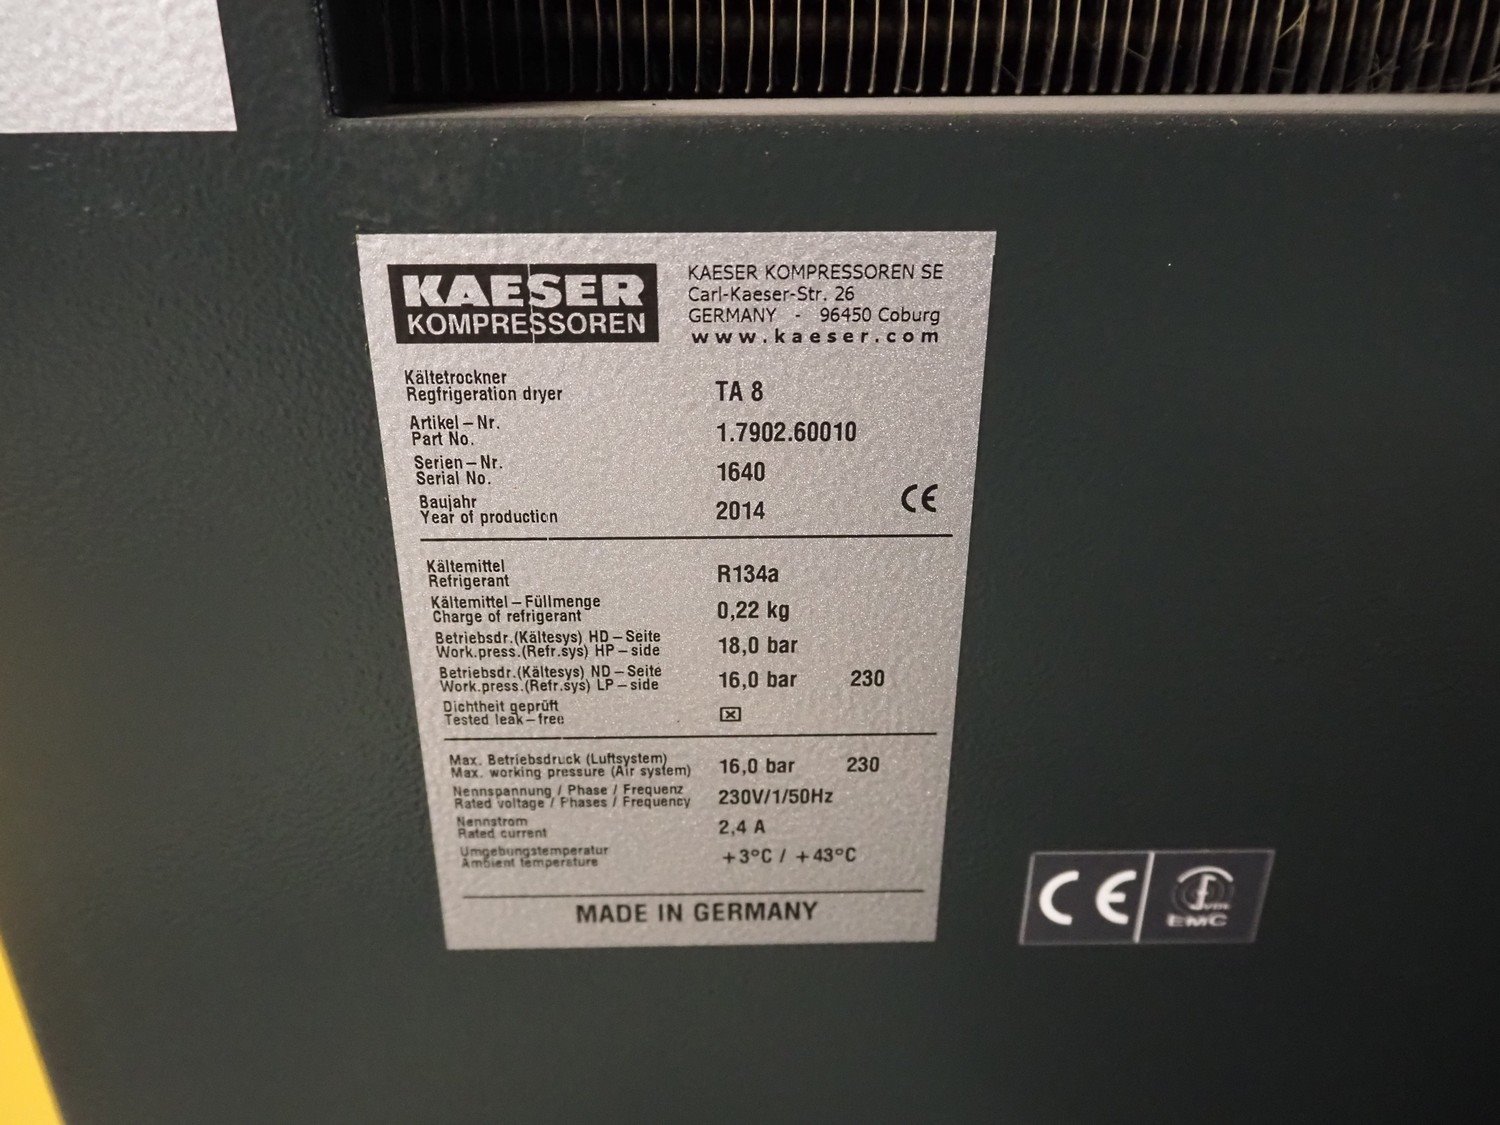 KAESER
KOMPRESSOREN
KAESER KOMPRESSOREN SE
Carl-Kaeser-Str. 26
GERMANY - 96450 Coburg
www.kaeser.com
Kältetrockner
Regfrigeration dryer
TA 8
Artikel – Nr.
Part No.
1.7902.60010
Serien – Nr.
Serial No.
1640
Baujahr
Year of production
2014
CE
Kältemittel
Refrigerant
R134a
Kältemittel – Füllmenge
Charge of refrigerant
0,22 kg
Betriebsdr.(Kältesys) HD – Seite
Work.press.(Refr.sys) HP – side
18,0 bar
Betriebsdr.(Kältesys) ND – Seite
Work.press.(Refr.sys) LP – side
16,0 bar 230
Dichtheit geprüft
Tested leak – free
☒
Max. Betriebsdruck (Luftsystem)
Max. working pressure (Air system)
16,0 bar 230
Nennspannung / Phase / Frequenz
Rated voltage / Phases / Frequency
230V/1/50Hz
Nennstrom
Rated current
2,4 A
Umgebungstemperatur
Ambient temperature
+3°C / +43°C
MADE IN GERMANY
CE
EMC